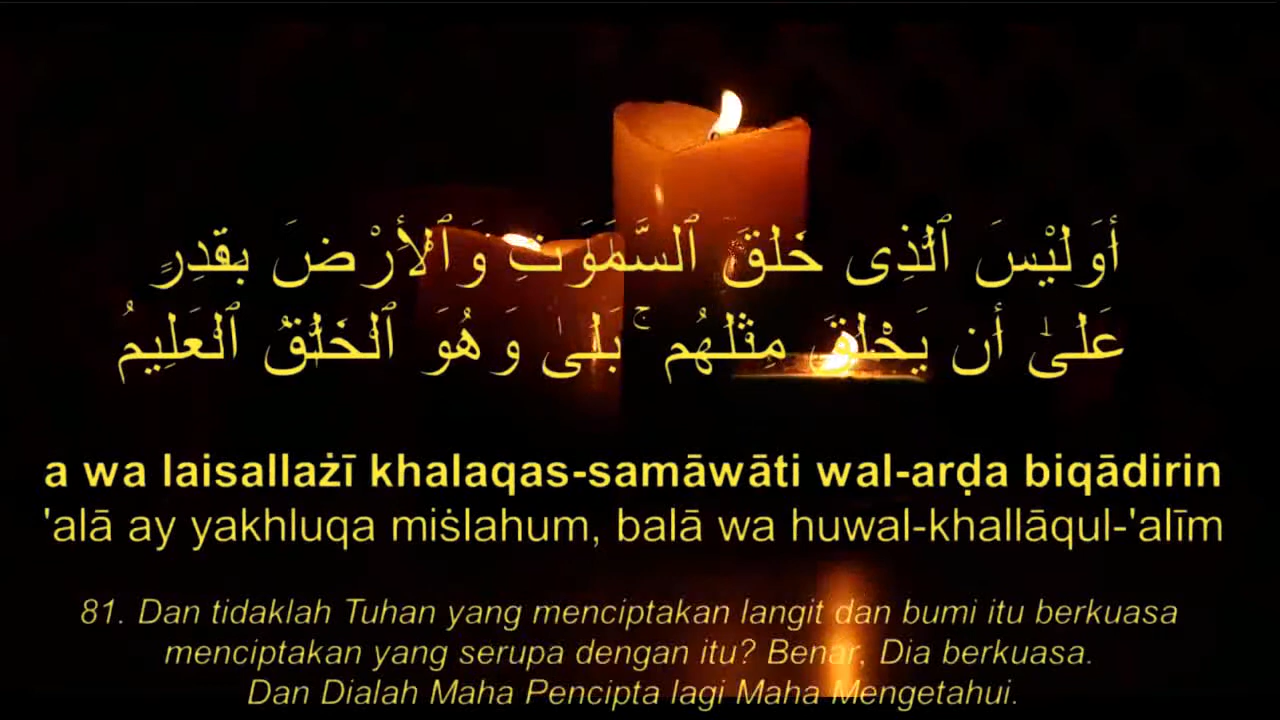 أَوَلَيْسَ ٱلَّذِى خَلَقَ ٱلسَّمَٰوَٰتِ وَٱلْأَرْضَ بِقَٰدِرٍ
عَلَىٰٓ أَن يَخْلُقَ مِثْلَهُم ۚ بَلَىٰ وَهُوَ ٱلْخَلَّٰقُ ٱلْعَلِيمُ
a wa laisallażī khalaqas-samāwāti wal-arḍa biqādirin
'alā ay yakhluqa miṡlahum, balā wa huwal-khallāqul-'alīm
81. Dan tidaklah Tuhan yang menciptakan langit dan bumi itu berkuasa
menciptakan yang serupa dengan itu? Benar, Dia berkuasa.
Dan Dialah Maha Pencipta lagi Maha Mengetahui.